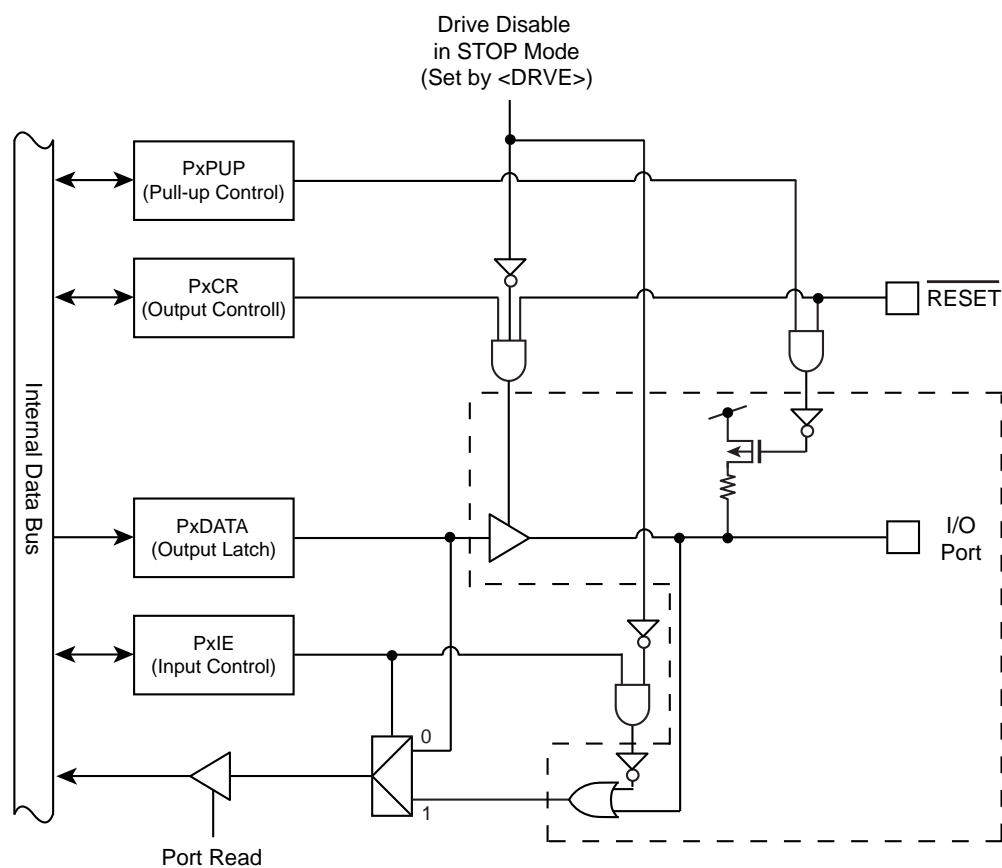 Drive Disable
in STOP Mode
(Set by <DRVE>)
PxPUP
(Pull-up Control)
PxCR
(Output Controll)
RESET
Internal Data Bus
PxDATA
(Output Latch)
I/O
Port
PxIE
(Input Control)
0
1
Port Read